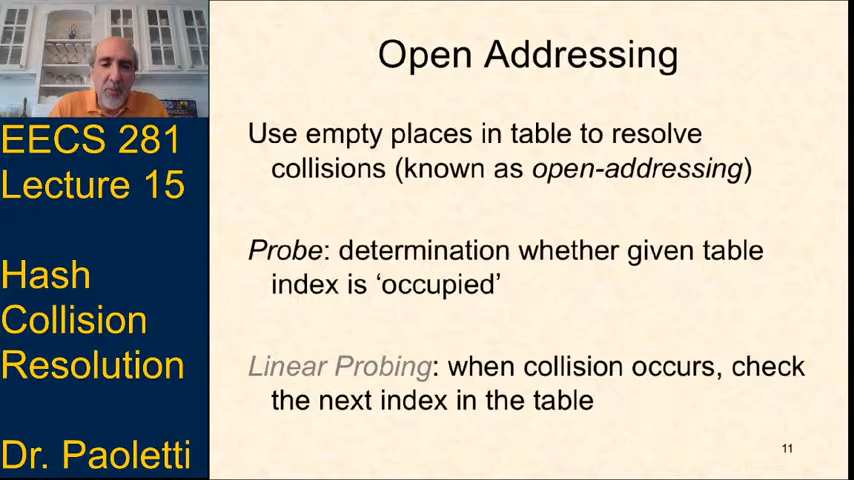 EECS 281
Lecture 15
Hash
Collision
Resolution
Dr. Paoletti
Open Addressing
Use empty places in table to resolve
collisions (known as open-addressing)
Probe: determination whether given table
index is ‘occupied’
Linear Probing: when collision occurs, check
the next index in the table
11